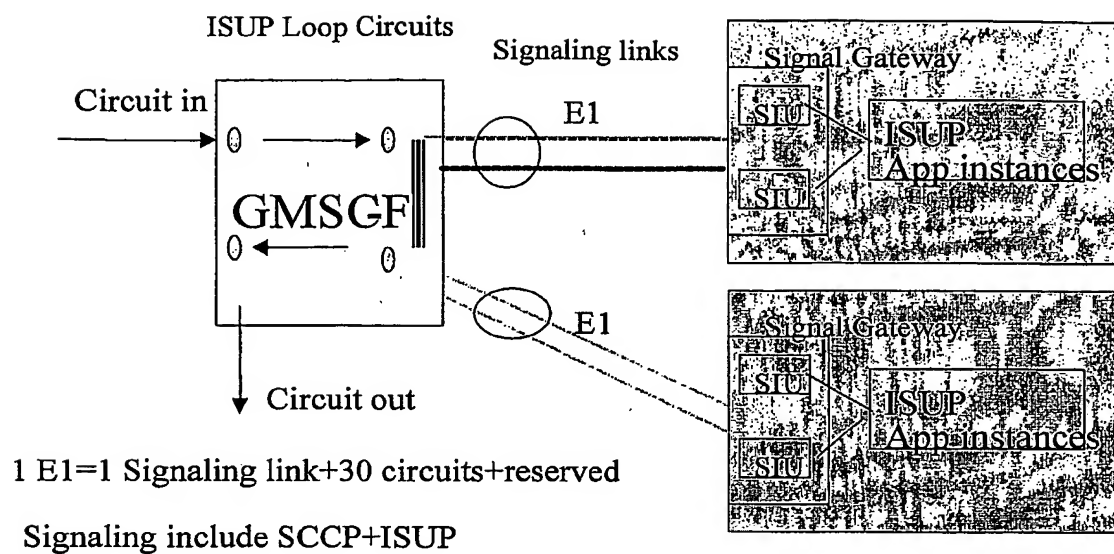 ISUP Loop Circuits
Signaling links
Signal Gateway
Circuit in
E1
SIU
ISUP
App instances
SIU
GMSGF
E1
Signal Gateway
SIU
ISUP
App instances
SIU
Circuit out
1 E1=1 Signaling link+30 circuits+reserved
Signaling include SCCP+ISUP